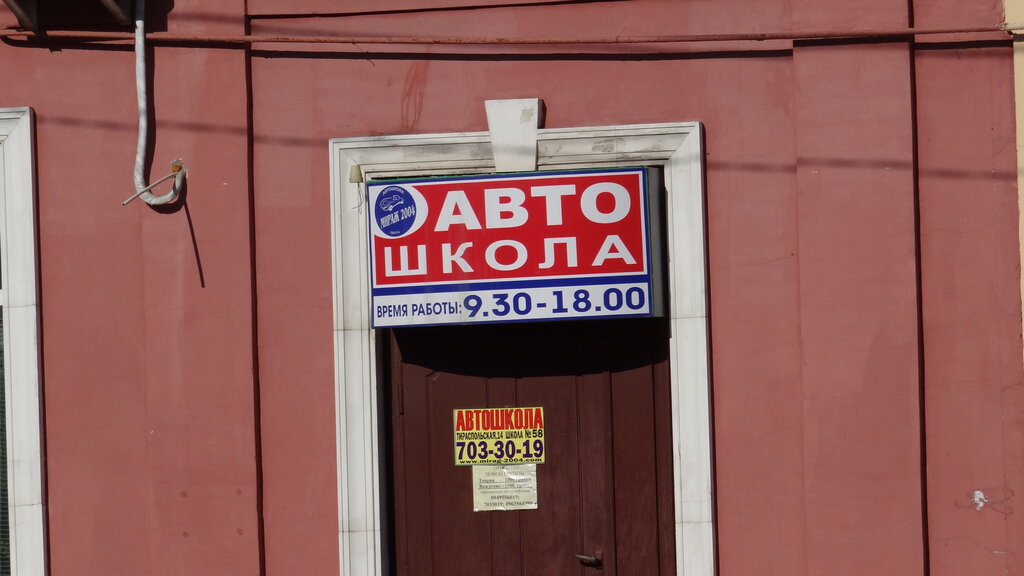 АВТО
МИРАЖ 2004
ШКОЛА
ВРЕМЯ РАБОТЫ: 9.30-18.00
АВТОШКОЛА
ТИРАСПОЛЬСКАЯ,14 ШКОЛА №58
703-30-19
www.mirag-2004.com